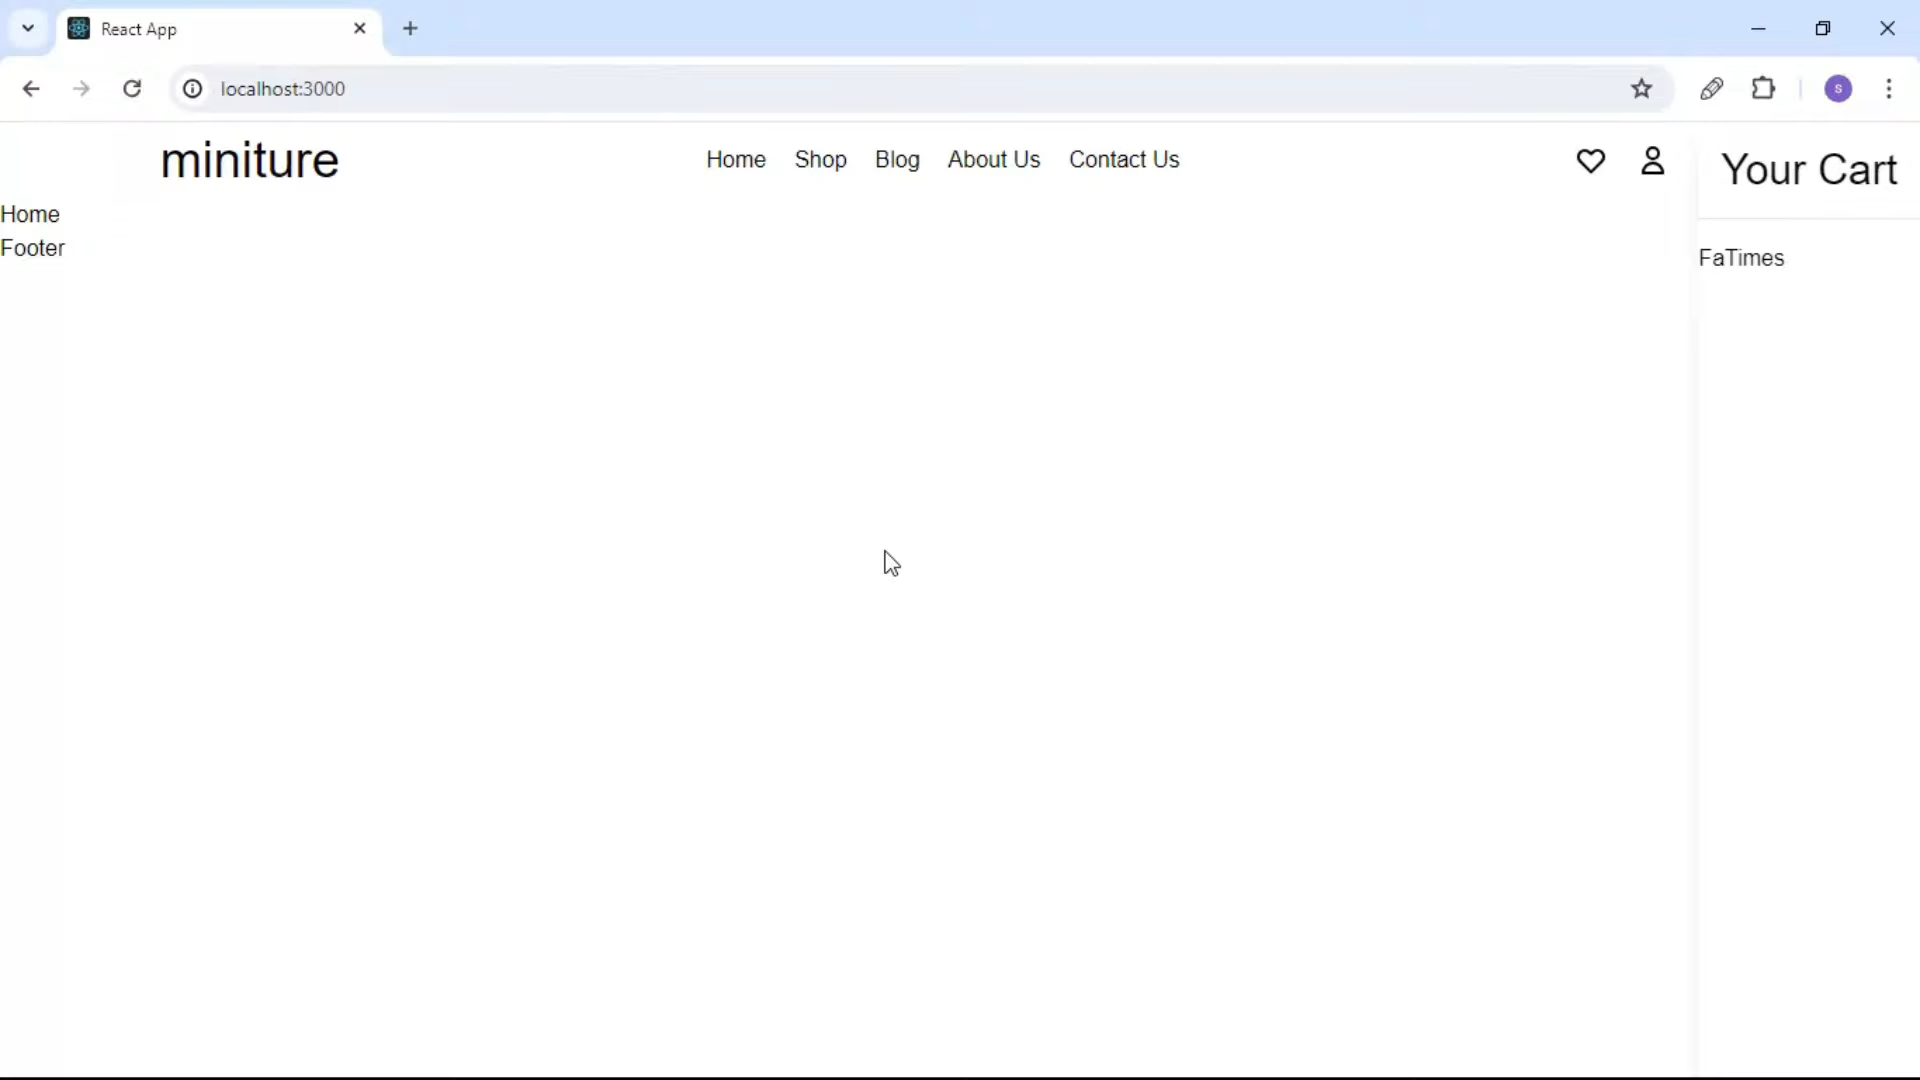 React App
localhost:3000
S
miniture
Home Shop Blog About Us Contact Us
Your Cart
Home
Footer
FaTimes